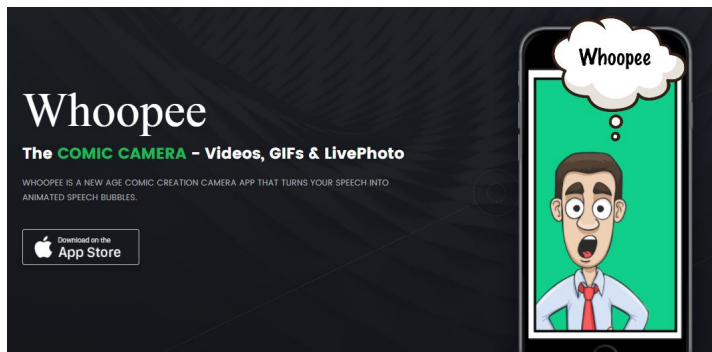 Whoopee
The COMIC CAMERA - Videos, GIFs & LivePhoto
WHOOPEE IS A NEW AGE COMIC CREATION CAMERA APP THAT TURNS YOUR SPEECH INTO
ANIMATED SPEECH BUBBLES.
Download on the
App Store
Whoopee